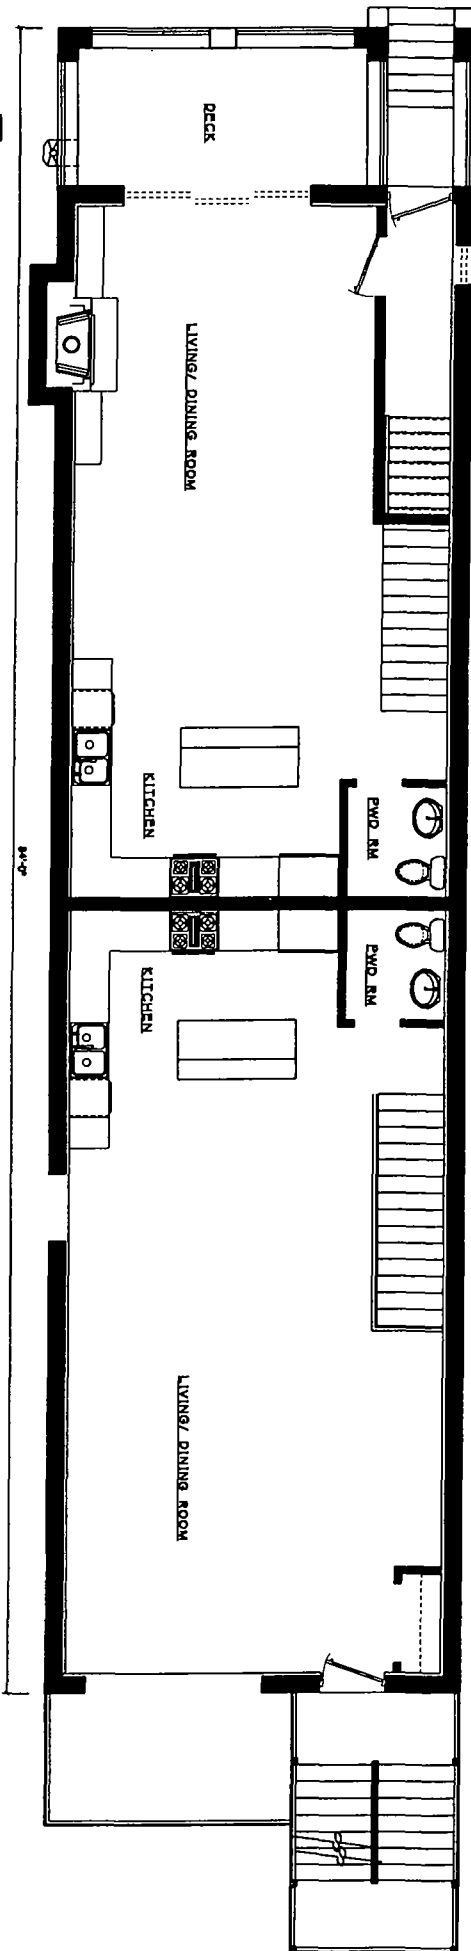 DECK
LIVING/ DINING ROOM
KITCHEN
PWD RM
84'-0"
KITCHEN
PWD RM
LIVING/ DINING ROOM